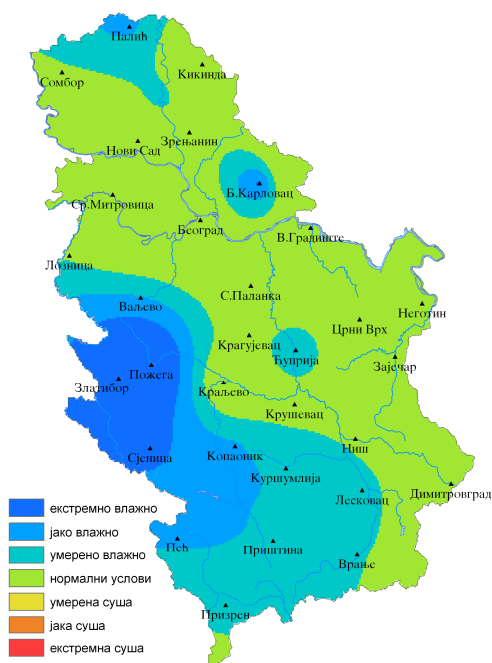 Палић
Кикинда
Сомбор
Зрењанин
Нови Сад
Б.Карловац
Ср.Митровица
Београд
В.Градиште
Лозница
С.Паланка
Ваљево
Неготин
Црни Врх
Крагујевац
Ћуприја
Зајечар
Пожега
Златибор
Краљево
Крушевац
Ниш
Копаоник
Сјеница
Куршумлија
Лесковац
Димитровград
Пећ
Приштина
Врање
Призрен
екстремно влажно
јако влажно
умерено влажно
нормални услови
умерена суша
јака суша
екстремна суша